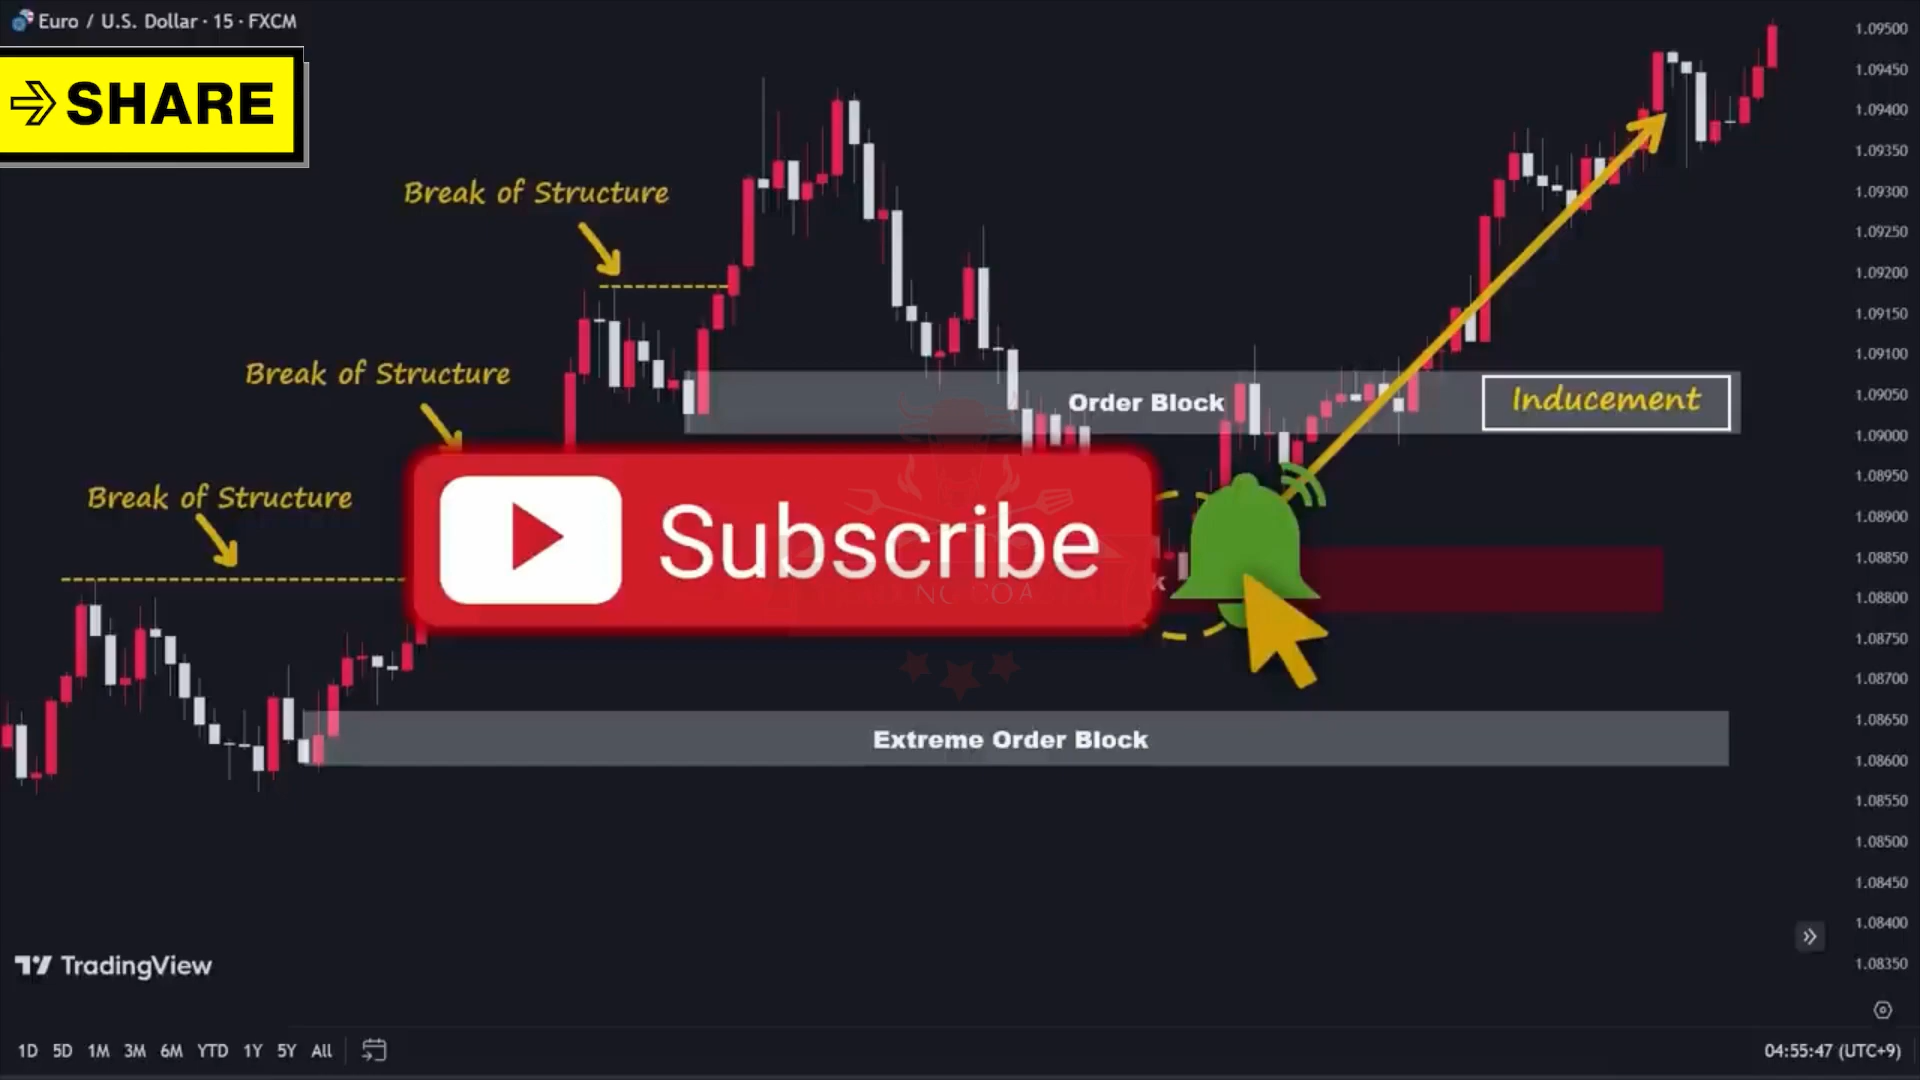 Euro / U.S. Dollar · 15 · FXCM
SHARE
Break of Structure
Break of Structure
Break of Structure
Order Block
Inducement
Subscribe
Extreme Order Block
TradingView
1D 5D 1M 3M 6M YTD 1Y 5Y All
04:55:47 (UTC+9)
1.09500
1.09450
1.09400
1.09350
1.09300
1.09250
1.09200
1.09150
1.09100
1.09050
1.09000
1.08950
1.08900
1.08850
1.08800
1.08750
1.08700
1.08650
1.08600
1.08550
1.08500
1.08450
1.08400
1.08350